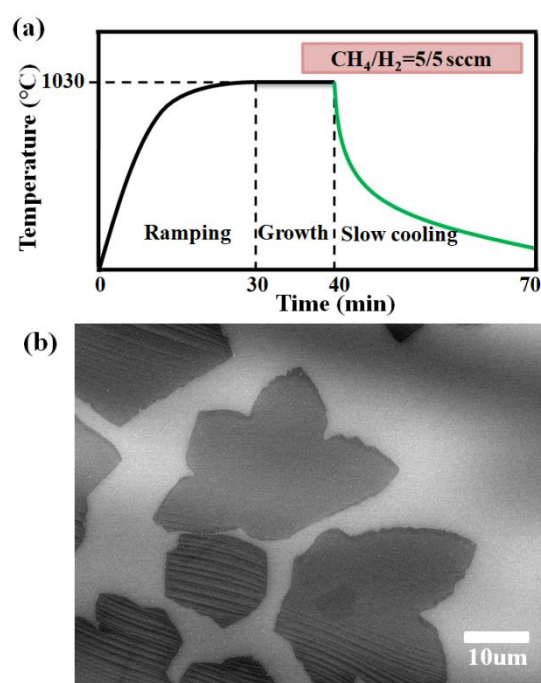 (a)
CH₄/H₂=5/5 sccm
1030
Temperature (°C)
Ramping
Growth
Slow cooling
0
30
40
70
Time (min)
(b)
10um